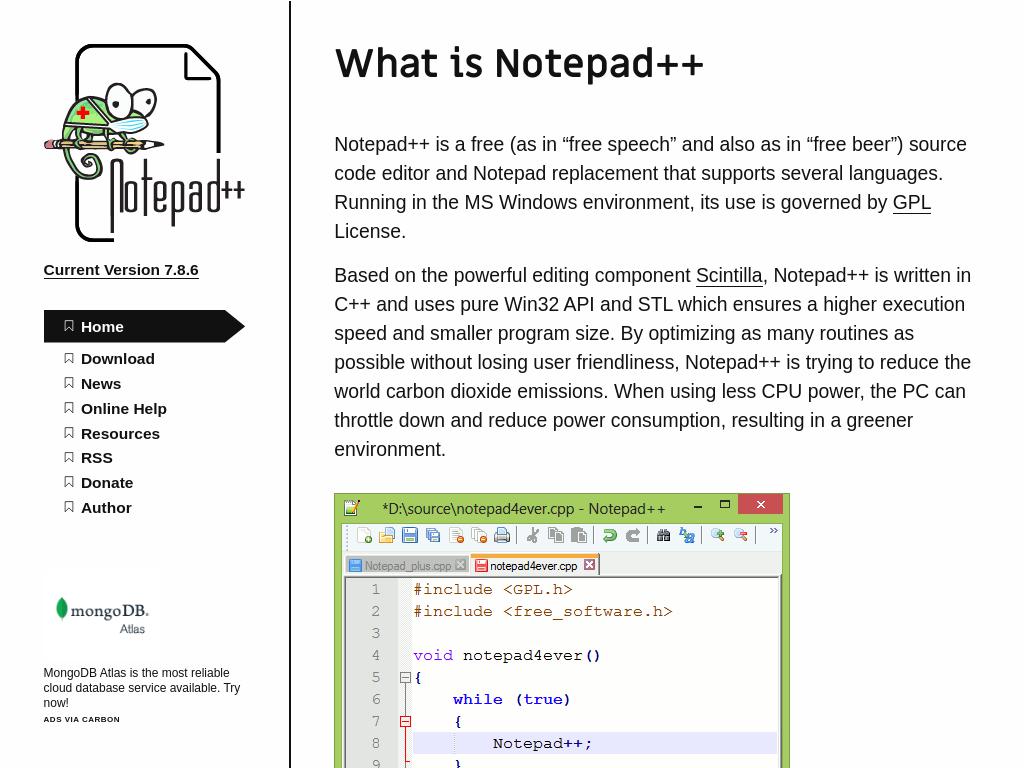 Notepad++
Current Version 7.8.6
Home
Download
News
Online Help
Resources
RSS
Donate
Author
mongoDB.
Atlas
MongoDB Atlas is the most reliable
cloud database service available. Try
now!
ADS VIA CARBON
What is Notepad++
Notepad++ is a free (as in “free speech” and also as in “free beer”) source
code editor and Notepad replacement that supports several languages.
Running in the MS Windows environment, its use is governed by GPL
License.
Based on the powerful editing component Scintilla, Notepad++ is written in
C++ and uses pure Win32 API and STL which ensures a higher execution
speed and smaller program size. By optimizing as many routines as
possible without losing user friendliness, Notepad++ is trying to reduce the
world carbon dioxide emissions. When using less CPU power, the PC can
throttle down and reduce power consumption, resulting in a greener
environment.
*D:\source\notepad4ever.cpp - Notepad++
Notepad_plus.cpp notepad4ever.cpp
1 #include <GPL.h>
2 #include <free_software.h>
3
4 void notepad4ever()
5 {
6 while (true)
7 {
8 Notepad++;
9 }